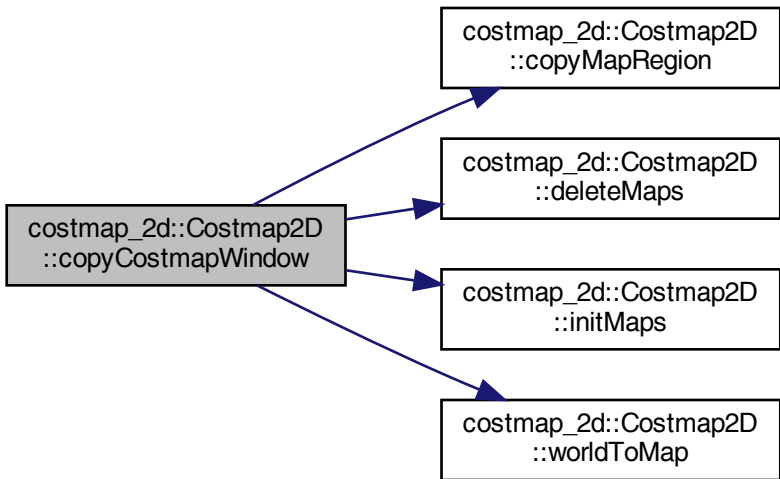 costmap_2d::Costmap2D
::copyMapRegion
costmap_2d::Costmap2D
::deleteMaps
costmap_2d::Costmap2D
::copyCostmapWindow
costmap_2d::Costmap2D
::initMaps
costmap_2d::Costmap2D
::worldToMap